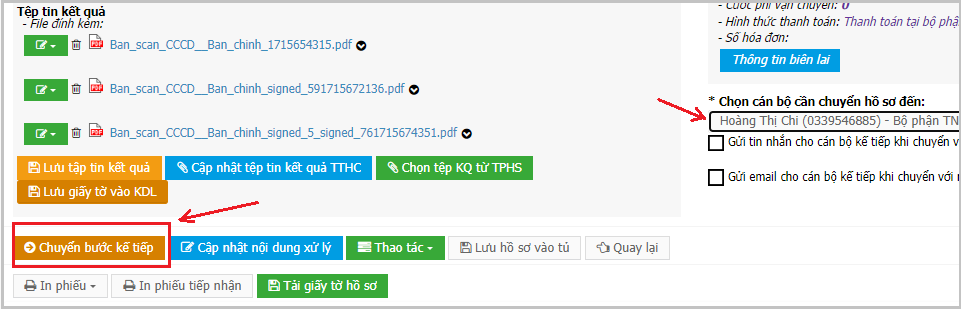 Tệp tin kết quả
- File đính kèm:
Ban_scan_CCCD__Ban_chinh_1715654315.pdf
Ban_scan_CCCD__Ban_chinh_signed_591715672136.pdf
Ban_scan_CCCD__Ban_chinh_signed_5_signed_761715674351.pdf
Lưu tập tin kết quả
Cập nhật tệp tin kết quả TTHC
Chọn tệp KQ từ TPHS
Lưu giấy tờ vào KDL
- Cước phí vận chuyển: 0
- Hình thức thanh toán: Thanh toán tại bộ phậ
- Số hóa đơn:
Thông tin biên lai
* Chọn cán bộ cần chuyển hồ sơ đến:
Hoàng Thị Chi (0339546885) - Bộ phận TN
Gửi tin nhắn cho cán bộ kế tiếp khi chuyển v
Gửi email cho cán bộ kế tiếp khi chuyển với
Chuyển bước kế tiếp
Cập nhật nội dung xử lý
Thao tác
Lưu hồ sơ vào tủ
Quay lại
In phiếu
In phiếu tiếp nhận
Tải giấy tờ hồ sơ